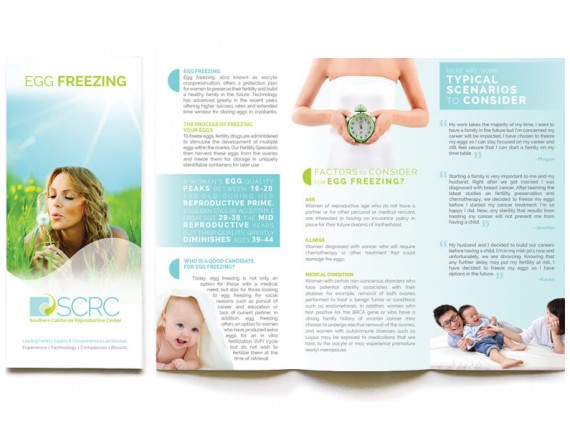 EGG FREEZING
SCRC
Southern California Reproductive Center
Leading Fertility Experts & Comprehensive Lab Services
Experience | Technology | Compassion | Results
EGG FREEZING
Egg freezing, also known as oocyte
cryopreservation, offers a protection plan
for women to preserve their fertility and build
a healthy family in the future. Technology
has advanced greatly in the recent years
offering higher success rates and extended
time window for storing eggs in cryobanks.
THE PROCESS OF FREEZING
YOUR EGGS
To freeze eggs, fertility drugs are administered
to stimulate the development of multiple
eggs within the ovaries. Our Fertility Specialists
then harvest these eggs from the ovaries
and freeze them for storage in uniquely
identifiable containers for later use.
A WOMAN'S EGG QUALITY
PEAKS BETWEEN 16-28
REPRODUCTIVE PRIME.
EGGS CAN STILL BE ACCEPTABLE
FROM AGE 29-38 AND MID
REPRODUCTIVE YEARS
BUT THEIR QUALITY GREATLY
DIMINISHES AGES 39-44
WHO IS A GOOD CANDIDATE
FOR EGG FREEZING?
Today, egg freezing is not only an
option for those with a medical
need, but also for those looking
to egg freezing for social
reasons such as pursuit of
career and education or
lack of current partner. In
addition, egg freezing
offers an option to women
who have produced extra
eggs for an in vitro
fertilization (IVF) cycle
but do not wish to
fertilize them at the
time of retrieval.
FACTORS TO CONSIDER
FOR EGG FREEZING?
AGE
Women of reproductive age who do not have a
partner or for other personal or medical reasons
are interested in having an insurance policy in
place for their future dreams of motherhood.
ILLNESS
Women diagnosed with cancer who will require
chemotherapy or other treatment that could
damage the eggs.
MEDICAL CONDITION
Women with certain non-cancerous disorders who
face potential sterility associated with their
disease, for example, removal of both ovaries
performed to treat a benign tumor or conditions
such as endometriosis. In addition, women who
test positive for the BRCA gene or who have a
strong family history of ovarian cancer may
choose to undergo elective removal of the ovaries,
and women with autoimmune diseases such as
Lupus may be exposed to medications that are
toxic to the oocyte or may experience premature
(early) menopause.
HERE ARE SOME
TYPICAL
SCENARIOS
TO CONSIDER
My work takes the majority of my time. I want to
have a family in the future but I'm concerned my
career will be impacted. I have chosen to freeze
my eggs so I can stay focused on my career and
still feel secure that I can start a family on my
time table.
Starting a family is very important to me and my
husband. Right after we got married I was
diagnosed with breast cancer. After learning the
latest studies on fertility preservation and
chemotherapy, we decided to freeze my eggs
before I started my cancer treatment. I'm so
happy I did. Now, any sterility that results from
treating my cancer will not prevent me from
having a child.
My husband and I decided to build our careers
before having a child. I'm in my mid (30's) now and
unfortunately, we are divorcing. Knowing that
any further delay may put my fertility at risk, I
have decided to freeze my eggs so I have
options in the future.